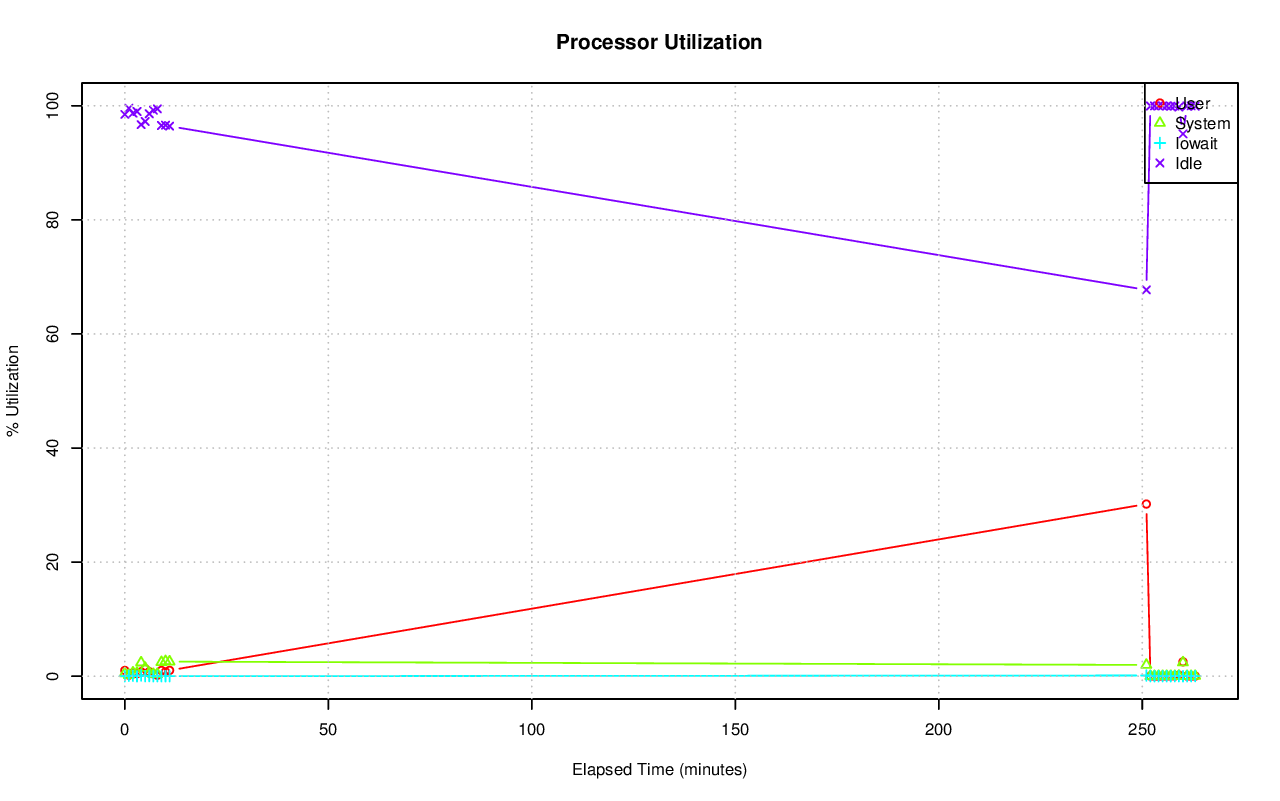 Processor Utilization
% Utilization
100
80
60
40
20
0
User
System
Iowait
Idle
0 50 100 150 200 250
Elapsed Time (minutes)